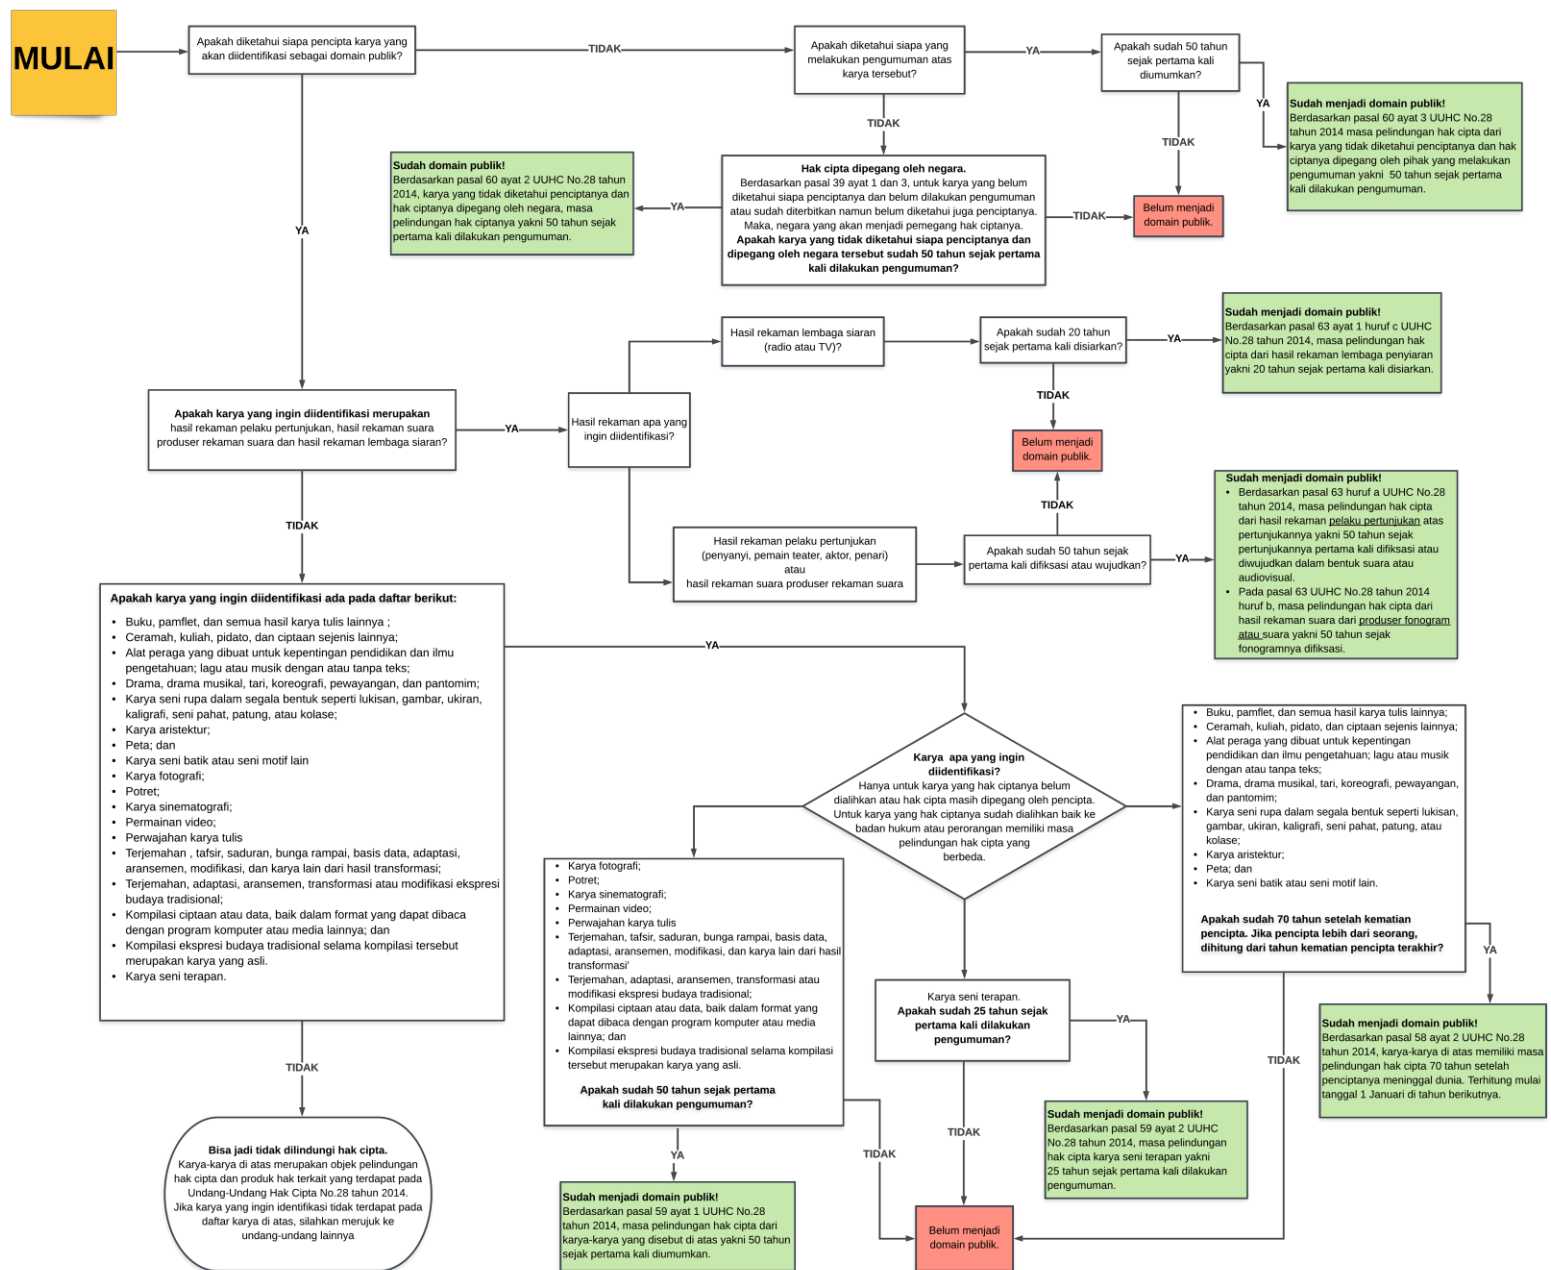 MULAI
Apakah diketahui siapa pencipta karya yang
akan diidentifikasi sebagai domain publik?
TIDAK
Apakah diketahui siapa yang
melakukan pengumuman atas
karya tersebut?
YA
Apakah sudah 50 tahun
sejak pertama kali
diumumkan?
YA
Sudah menjadi domain publik!
Berdasarkan pasal 60 ayat 3 UUHC No.28
tahun 2014 masa pelindungan hak cipta dari
karya yang tidak diketahui penciptanya dan hak
ciptanya dipegang oleh pihak yang melakukan
pengumuman yakni  50 tahun sejak pertama
kali dilakukan pengumuman.
TIDAK
TIDAK
Belum menjadi
domain publik.
Hak cipta dipegang oleh negara.
Berdasarkan pasal 39 ayat 1 dan 3, untuk karya yang belum
diketahui siapa penciptanya dan belum dilakukan pengumuman
atau sudah diterbitkan namun belum diketahui juga penciptanya.
Maka, negara yang akan menjadi pemegang hak ciptanya.
Apakah karya yang tidak diketahui siapa penciptanya dan
dipegang oleh negara tersebut sudah 50 tahun sejak pertama
kali dilakukan pengumuman?
TIDAK
YA
Sudah domain publik!
Berdasarkan pasal 60 ayat 2 UUHC No.28 tahun
2014, karya yang tidak diketahui penciptanya dan
hak ciptanya dipegang oleh negara, masa
pelindungan hak ciptanya yakni 50 tahun sejak
pertama kali dilakukan pengumuman.
YA
Apakah karya yang ingin diidentifikasi merupakan
hasil rekaman pelaku pertunjukan, hasil rekaman suara
produser rekaman suara dan hasil rekaman lembaga siaran?
YA
Hasil rekaman apa yang
ingin diidentifikasi?
Hasil rekaman lembaga siaran
(radio atau TV)?
Apakah sudah 20 tahun
sejak pertama kali disiarkan?
YA
Sudah menjadi domain publik!
Berdasarkan pasal 63 ayat 1 huruf c UUHC
No.28 tahun 2014, masa pelindungan hak
cipta dari hasil rekaman lembaga penyiaran
yakni 20 tahun sejak pertama kali disiarkan.
TIDAK
Belum menjadi
domain publik.
TIDAK
Hasil rekaman pelaku pertunjukan
(penyanyi, pemain teater, aktor, penari)
atau
hasil rekaman suara produser rekaman suara
Apakah sudah 50 tahun sejak
pertama kali difiksasi atau wujudkan?
YA
Sudah menjadi domain publik!
• Berdasarkan pasal 63 huruf a UUHC No.28
tahun 2014, masa pelindungan hak cipta
dari hasil rekaman pelaku pertunjukan atas
pertunjukannya yakni 50 tahun sejak
pertunjukannya pertama kali difiksasi atau
diwujudkan dalam bentuk suara atau
audiovisual.
• Pada pasal 63 UUHC No.28 tahun 2014
huruf b, masa pelindungan hak cipta dari
hasil rekaman suara dari produser fonogram
atau suara yakni 50 tahun sejak
fonogramnya difiksasi.
TIDAK
Apakah karya yang ingin diidentifikasi ada pada daftar berikut:
• Buku, pamflet, dan semua hasil karya tulis lainnya ;
• Ceramah, kuliah, pidato, dan ciptaan sejenis lainnya;
• Alat peraga yang dibuat untuk kepentingan pendidikan dan ilmu
pengetahuan; lagu atau musik dengan atau tanpa teks;
• Drama, drama musikal, tari, koreografi, pewayangan, dan pantomim;
• Karya seni rupa dalam segala bentuk seperti lukisan, gambar, ukiran,
kaligrafi, seni pahat, patung, atau kolase;
• Karya aristektur;
• Peta; dan
• Karya seni batik atau seni motif lain
• Karya fotografi;
• Potret;
• Karya sinematografi;
• Permainan video;
• Perwajahan karya tulis
• Terjemahan , tafsir, saduran, bunga rampai, basis data, adaptasi,
aransemen, modifikasi, dan karya lain dari hasil transformasi;
• Terjemahan, adaptasi, aransemen, transformasi atau modifikasi ekspresi
budaya tradisional;
• Kompilasi ciptaan atau data, baik dalam format yang dapat dibaca
dengan program komputer atau media lainnya; dan
• Kompilasi ekspresi budaya tradisional selama kompilasi tersebut
merupakan karya yang asli.
• Karya seni terapan.
YA
TIDAK
Bisa jadi tidak dilindungi hak cipta.
Karya-karya di atas merupakan objek pelindungan
hak cipta dan produk hak terkait yang terdapat pada
Undang-Undang Hak Cipta No.28 tahun 2014.
Jika karya yang ingin identifikasi tidak terdapat pada
daftar karya di atas, silahkan merujuk ke
undang-undang lainnya
Karya  apa yang ingin
diidentifikasi?
Hanya untuk karya yang hak ciptanya belum
dialihkan atau hak cipta masih dipegang oleh pencipta.
Untuk karya yang hak ciptanya sudah dialihkan baik ke
badan hukum atau perorangan memiliki masa
pelindungan hak cipta yang
berbeda.
• Karya fotografi;
• Potret;
• Karya sinematografi;
• Permainan video;
• Perwajahan karya tulis
• Terjemahan, tafsir, saduran, bunga rampai, basis data,
adaptasi, aransemen, modifikasi, dan karya lain dari hasil
transformasi'
• Terjemahan, adaptasi, aransemen, transformasi atau
modifikasi ekspresi budaya tradisional;
• Kompilasi ciptaan atau data, baik dalam format yang
dapat dibaca dengan program komputer atau media
lainnya; dan
• Kompilasi ekspresi budaya tradisional selama kompilasi
tersebut merupakan karya yang asli.
Apakah sudah 50 tahun sejak pertama
kali dilakukan pengumuman?
YA
Sudah menjadi domain publik!
Berdasarkan pasal 59 ayat 1 UUHC No.28
tahun 2014, masa pelindungan hak cipta dari
karya-karya yang disebut di atas yakni 50 tahun
sejak pertama kali diumumkan.
TIDAK
Karya seni terapan.
Apakah sudah 25 tahun sejak
pertama kali dilakukan
pengumuman?
YA
Sudah menjadi domain publik!
Berdasarkan pasal 59 ayat 2 UUHC
No.28 tahun 2014, masa pelindungan
hak cipta karya seni terapan yakni
25 tahun sejak pertama kali dilakukan
pengumuman.
TIDAK
Belum menjadi
domain publik.
• Buku, pamflet, dan semua hasil karya tulis lainnya;
• Ceramah, kuliah, pidato, dan ciptaan sejenis lainnya;
• Alat peraga yang dibuat untuk kepentingan
pendidikan dan ilmu pengetahuan; lagu atau musik
dengan atau tanpa teks;
• Drama, drama musikal, tari, koreografi, pewayangan,
dan pantomim;
• Karya seni rupa dalam segala bentuk seperti lukisan,
gambar, ukiran, kaligrafi, seni pahat, patung, atau
kolase;
• Karya aristektur;
• Peta; dan
• Karya seni batik atau seni motif lain.
Apakah sudah 70 tahun setelah kematian
pencipta. Jika pencipta lebih dari seorang,
dihitung dari tahun kematian pencipta terakhir?
YA
Sudah menjadi domain publik!
Berdasarkan pasal 58 ayat 2 UUHC No.28
tahun 2014, karya-karya di atas memiliki masa
pelindungan hak cipta 70 tahun setelah
penciptanya meninggal dunia. Terhitung mulai
tanggal 1 Januari di tahun berikutnya.
TIDAK